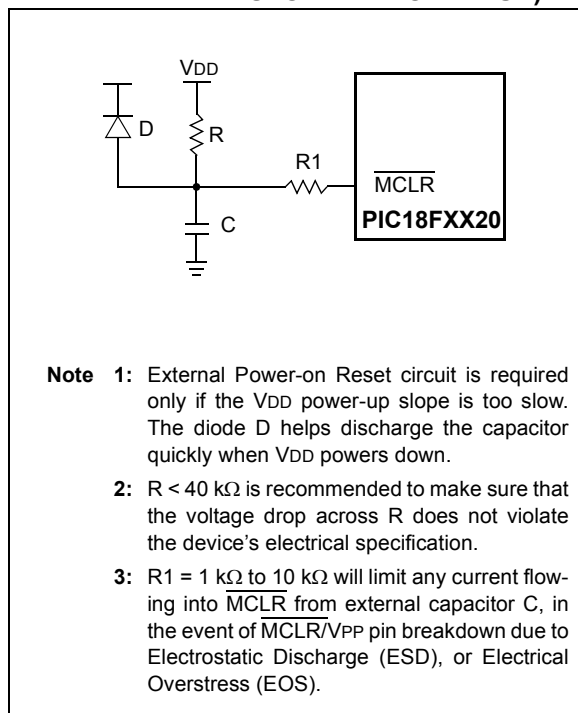 VDD
D
R
R1
MCLR
PIC18FXX20
C
Note 1: External Power-on Reset circuit is required
only if the VDD power-up slope is too slow.
The diode D helps discharge the capacitor
quickly when VDD powers down.
2: R < 40 kΩ is recommended to make sure that
the voltage drop across R does not violate
the device's electrical specification.
3: R1 = 1 kΩ to 10 kΩ will limit any current flow-
ing into MCLR from external capacitor C, in
the event of MCLR/VPP pin breakdown due to
Electrostatic Discharge (ESD), or Electrical
Overstress (EOS).